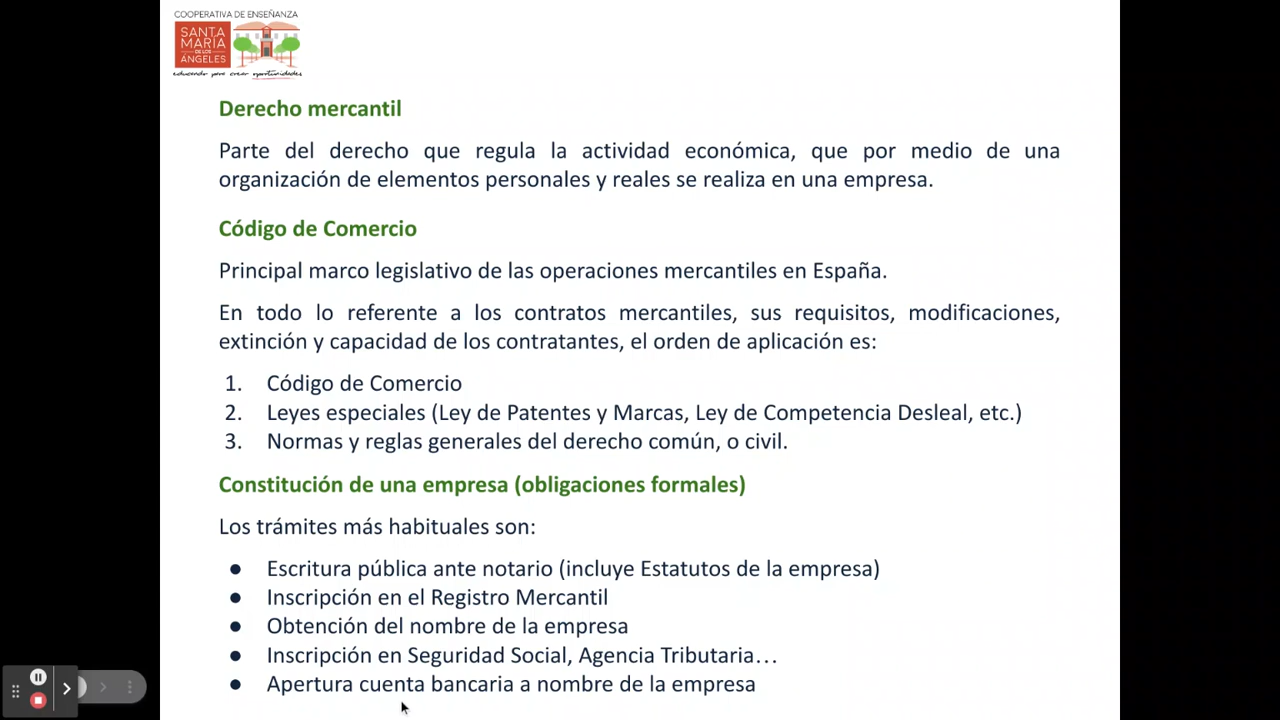 COOPERATIVA DE ENSEÑANZA
SANTA
MARÍA
DE LOS
ÁNGELES
educando para crear oportunidades
Derecho mercantil
Parte del derecho que regula la actividad económica, que por medio de una
organización de elementos personales y reales se realiza en una empresa.
Código de Comercio
Principal marco legislativo de las operaciones mercantiles en España.
En todo lo referente a los contratos mercantiles, sus requisitos, modificaciones,
extinción y capacidad de los contratantes, el orden de aplicación es:
1. Código de Comercio
2. Leyes especiales (Ley de Patentes y Marcas, Ley de Competencia Desleal, etc.)
3. Normas y reglas generales del derecho común, o civil.
Constitución de una empresa (obligaciones formales)
Los trámites más habituales son:
● Escritura pública ante notario (incluye Estatutos de la empresa)
● Inscripción en el Registro Mercantil
● Obtención del nombre de la empresa
● Inscripción en Seguridad Social, Agencia Tributaria…
● Apertura cuenta bancaria a nombre de la empresa